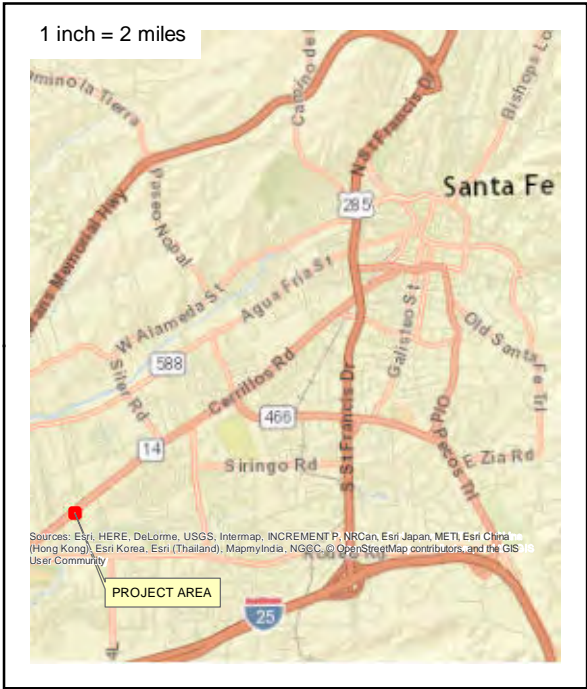 1 inch = 2 miles
Camino de
Bishops Lo
mino la Tierra
N St Francis Dr
Paseo Nopal
Santa Fe
285
ans Memorial Hwy
Agua Fria St
W Alameda St
Galisteo St
Old Santa Fe Trl
588
Siler Rd
Cerrillos Rd
S St Francis Dr
466
Old Pecos Trl
14
Siringo Rd
E Zia Rd
Sources: Esri, HERE, DeLorme, USGS, Intermap, INCREMENT P, NRCan, Esri Japan, METI, Esri China
(Hong Kong), Esri Korea, Esri (Thailand), MapmyIndia, NGCC, © OpenStreetMap contributors, and the GIS
User Community
PROJECT AREA
25